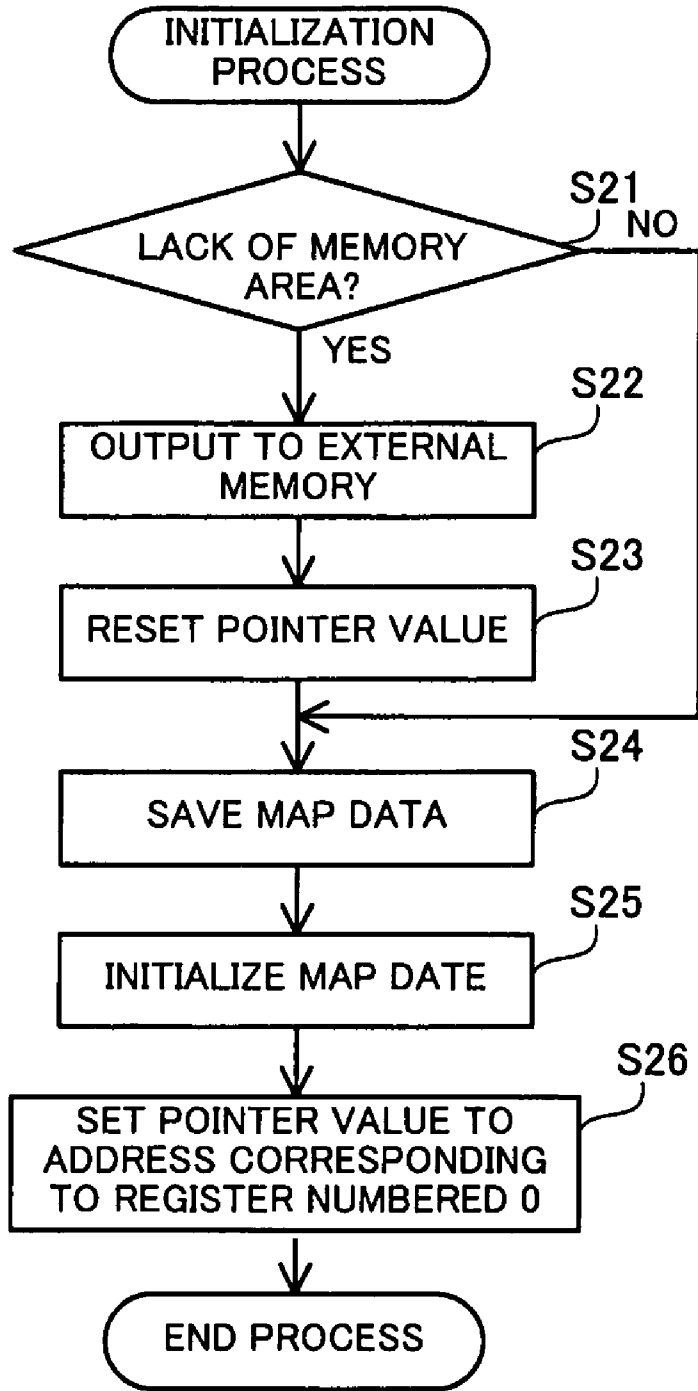 INITIALIZATION
PROCESS
S21
NO
LACK OF MEMORY
AREA?
YES
S22
OUTPUT TO EXTERNAL
MEMORY
S23
RESET POINTER VALUE
S24
SAVE MAP DATA
S25
INITIALIZE MAP DATE
S26
SET POINTER VALUE TO
ADDRESS CORRESPONDING
TO REGISTER NUMBERED 0
END PROCESS